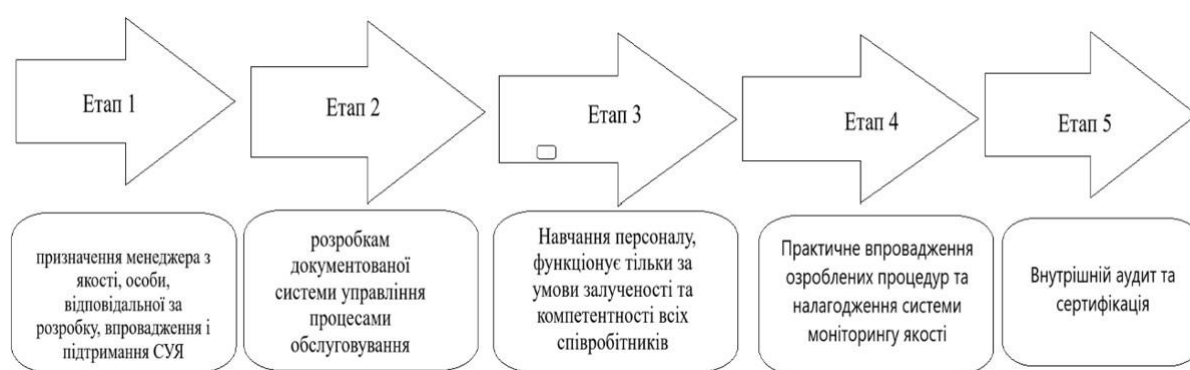 Етап 1
Етап 2
Етап 3
Етап 4
Етап 5
призначення менеджера з
якості, особи,
відповідальної за
розробку, впровадження і
підтримання СУЯ
розробкам
документованої
системи управління
процесами
обслуговування
Навчання персоналу,
функціонує тільки за
умови залученості та
компетентності всіх
співробітників
Практичне впровадження
озроблених процедур та
налагодження системи
моніторингу якості
Внутрішній аудит та
сертифікація